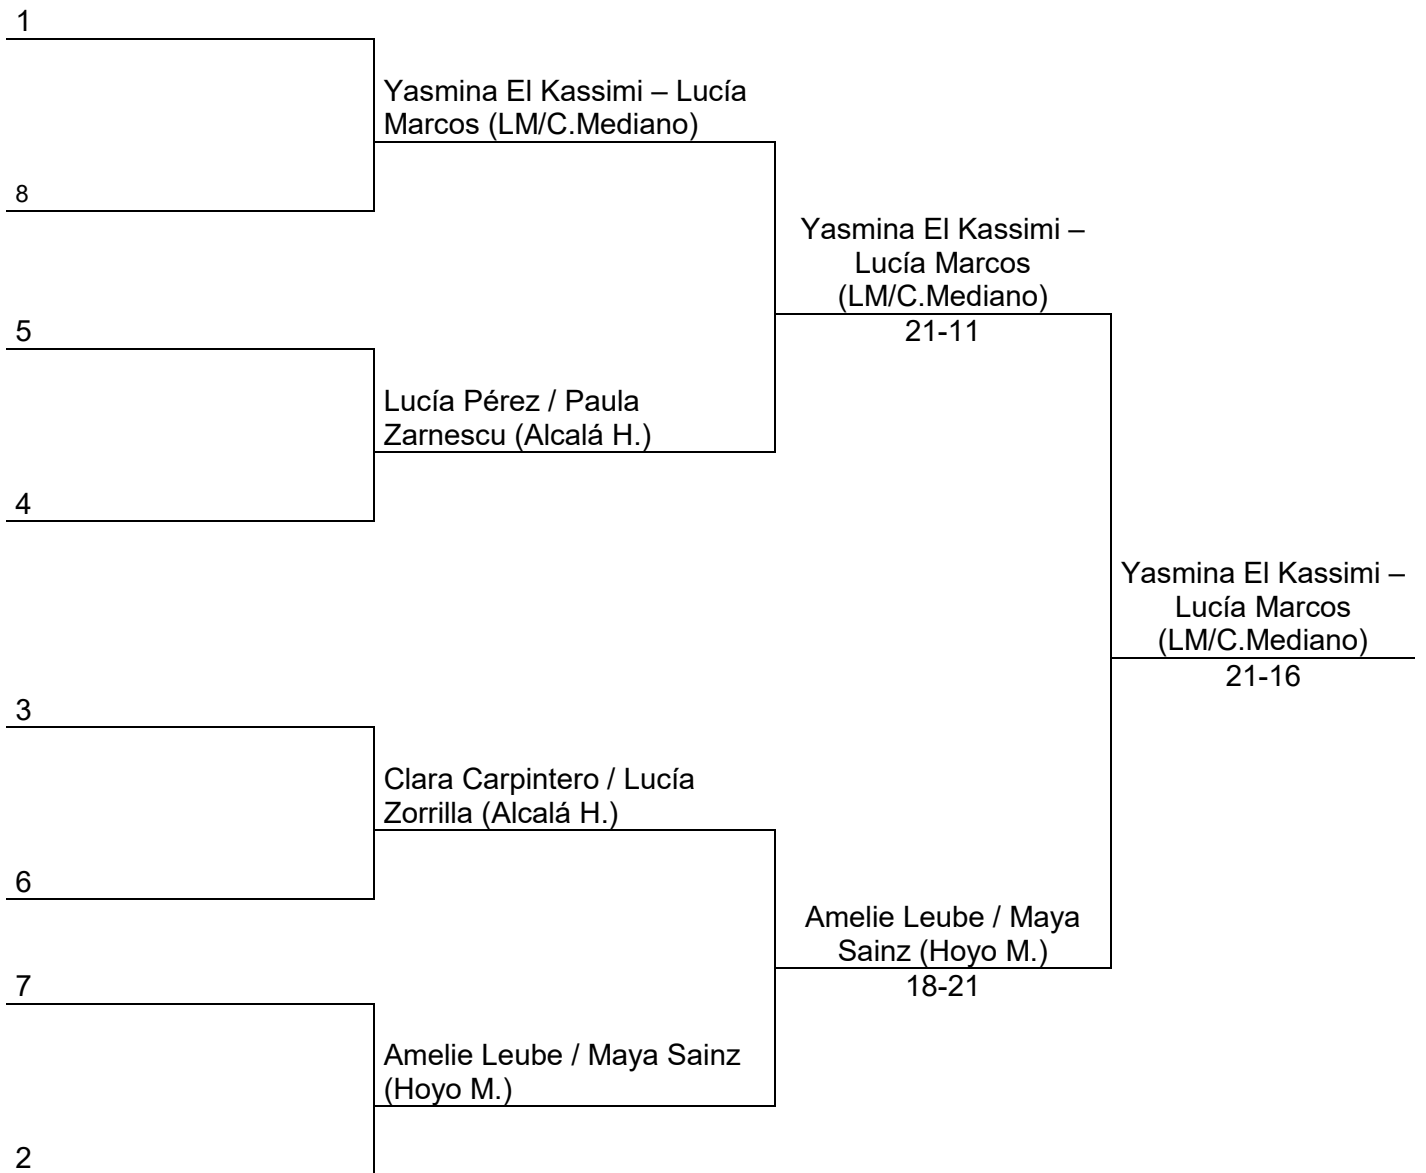 1
Yasmina El Kassimi – Lucía
Marcos (LM/C.Mediano)
8
Yasmina El Kassimi –
Lucía Marcos
(LM/C.Mediano)
21-11
5
Lucía Pérez / Paula
Zarnescu (Alcalá H.)
4
Yasmina El Kassimi –
Lucía Marcos
(LM/C.Mediano)
21-16
3
Clara Carpintero / Lucía
Zorrilla (Alcalá H.)
6
Amelie Leube / Maya
Sainz (Hoyo M.)
18-21
7
Amelie Leube / Maya Sainz
(Hoyo M.)
2